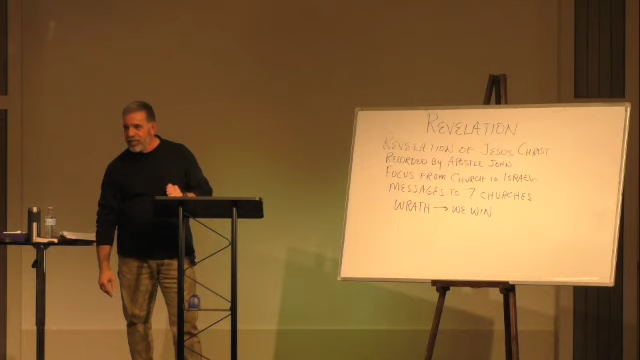 REVELATION
REVELATION OF JESUS CHRIST
RECORDED BY APOSTLE JOHN
FOCUS FROM CHURCH TO ISRAEL
MESSAGES TO 7 CHURCHES
WRATH → WE WIN